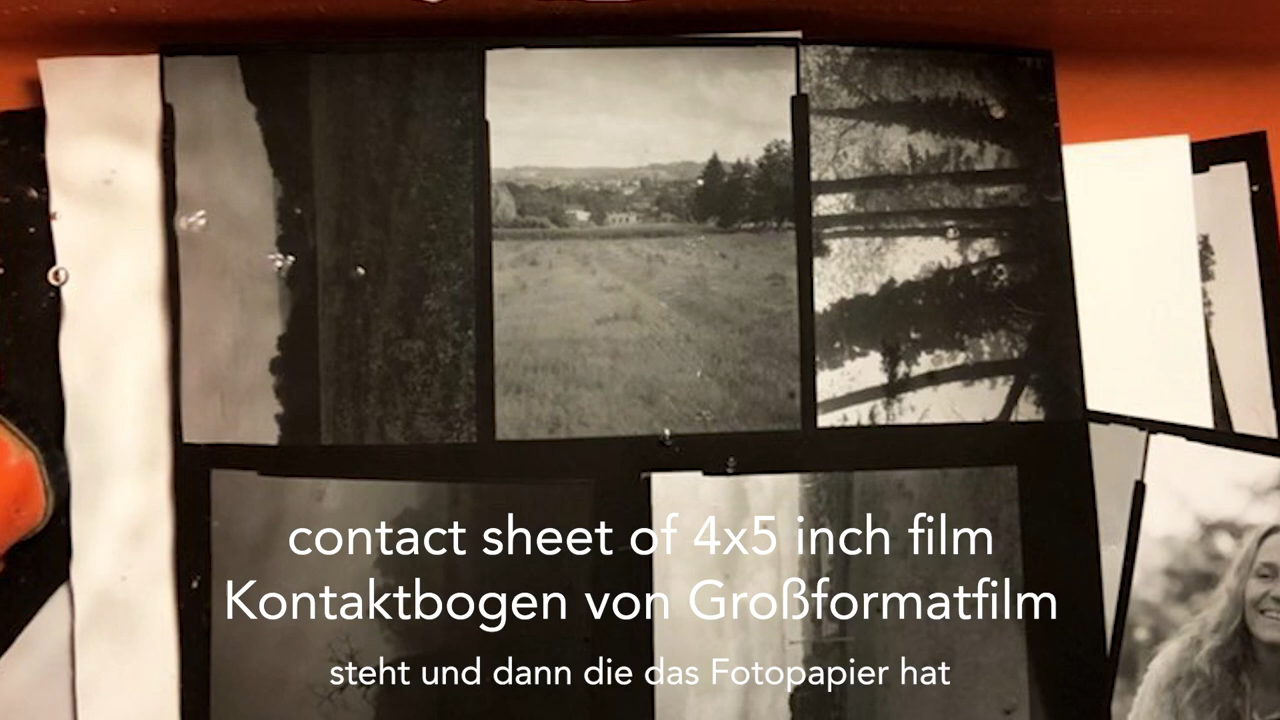 contact sheet of 4x5 inch film
Kontaktbogen von Großformatfilm
steht und dann die das Fotopapier hat